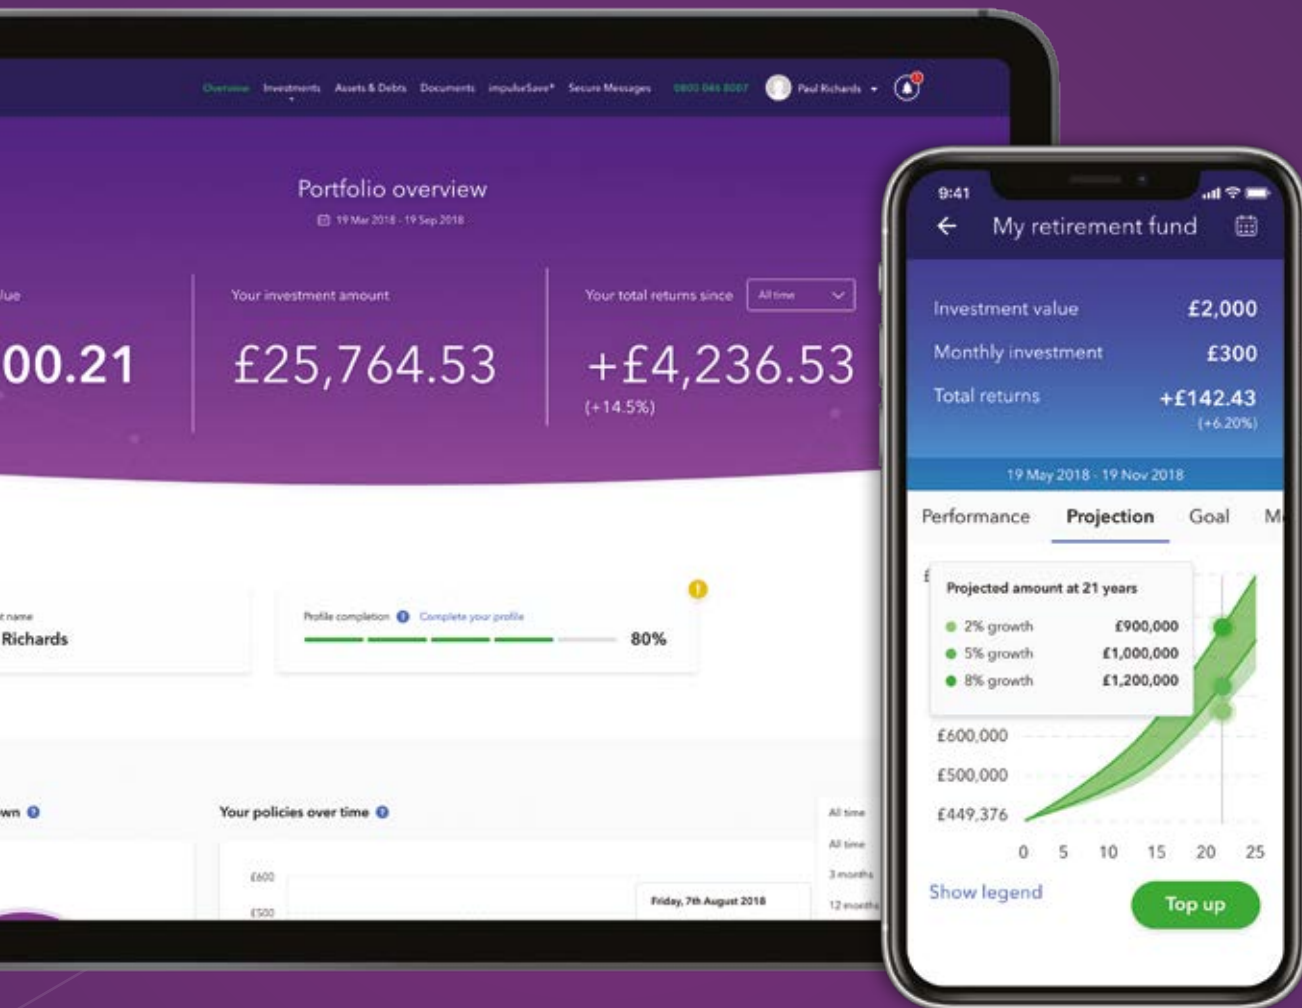 Overview Investments Assets & Debts Documents impulseSave® Secure Messages 0800 046 8007 Paul Richards
Portfolio overview
19 Mar 2018 - 19 Sep 2018
lue
00.21
Your investment amount
£25,764.53
Your total returns since All time
+£4,236.53
(+14.5%)
t name
Richards
Profile completion Complete your profile
80%
wn
Your policies over time
£600
£500
Friday, 7th August 2018
All time
All time
3 months
12 months
9:41
My retirement fund
Investment value £2,000
Monthly investment £300
Total returns +£142.43
(+6.20%)
19 May 2018 - 19 Nov 2018
Performance Projection Goal M
£
Projected amount at 21 years
2% growth £900,000
5% growth £1,000,000
8% growth £1,200,000
£600,000
£500,000
£449,376
0 5 10 15 20 25
Show legend
Top up